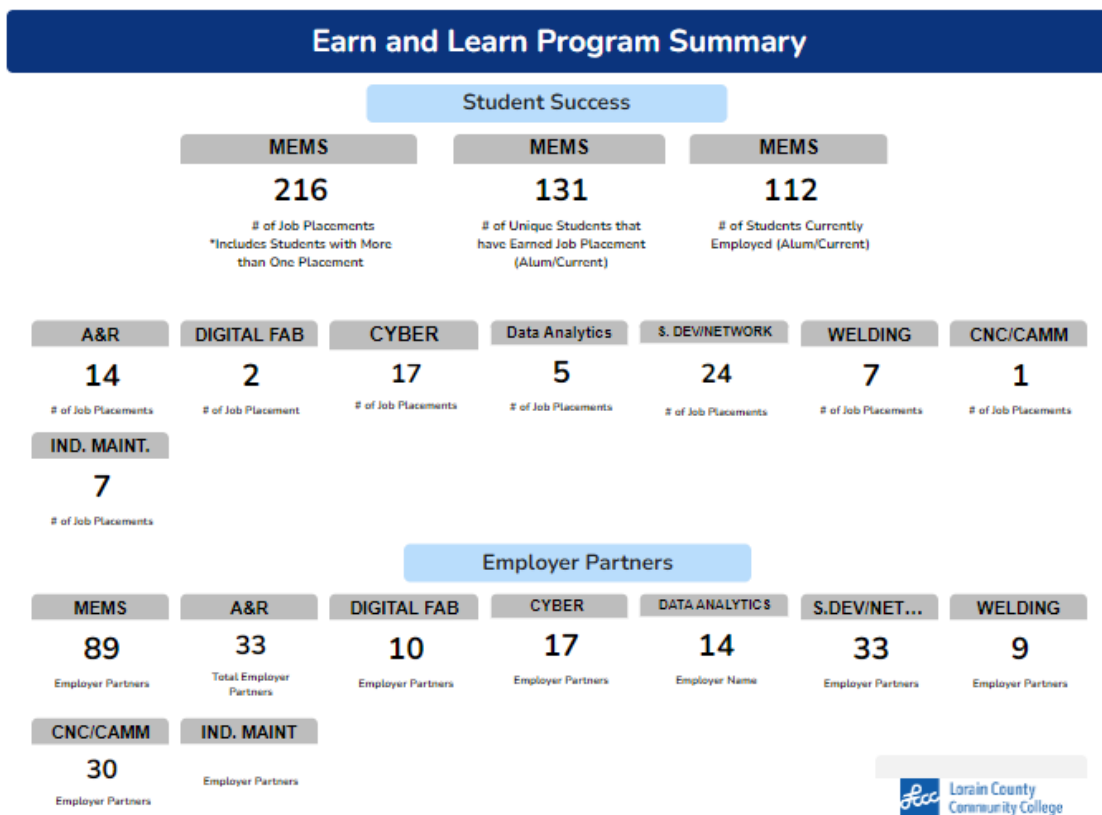 Earn and Learn Program Summary
Student Success
MEMS
216
# of Job Placements
*Includes Students with More
than One Placement
MEMS
131
# of Unique Students that
have Earned Job Placement
(Alum/Current)
MEMS
112
# of Students Currently
Employed (Alum/Current)
A&R
14
# of Job Placements
DIGITAL FAB
2
# of Job Placement
CYBER
17
# of Job Placements
Data Analytics
5
# of Job Placements
S. DEV/NETWORK
24
# of Job Placements
WELDING
7
# of Job Placements
CNC/CAMM
1
# of Job Placements
IND. MAINT.
7
# of Job Placements
Employer Partners
MEMS
89
Employer Partners
A&R
33
Total Employer
Partners
DIGITAL FAB
10
Employer Partners
CYBER
17
Employer Partners
DATA ANALYTICS
14
Employer Name
S.DEV/NET...
33
Employer Partners
WELDING
9
Employer Partners
CNC/CAMM
30
Employer Partners
IND. MAINT
Employer Partners
lccc
Lorain County
Community College